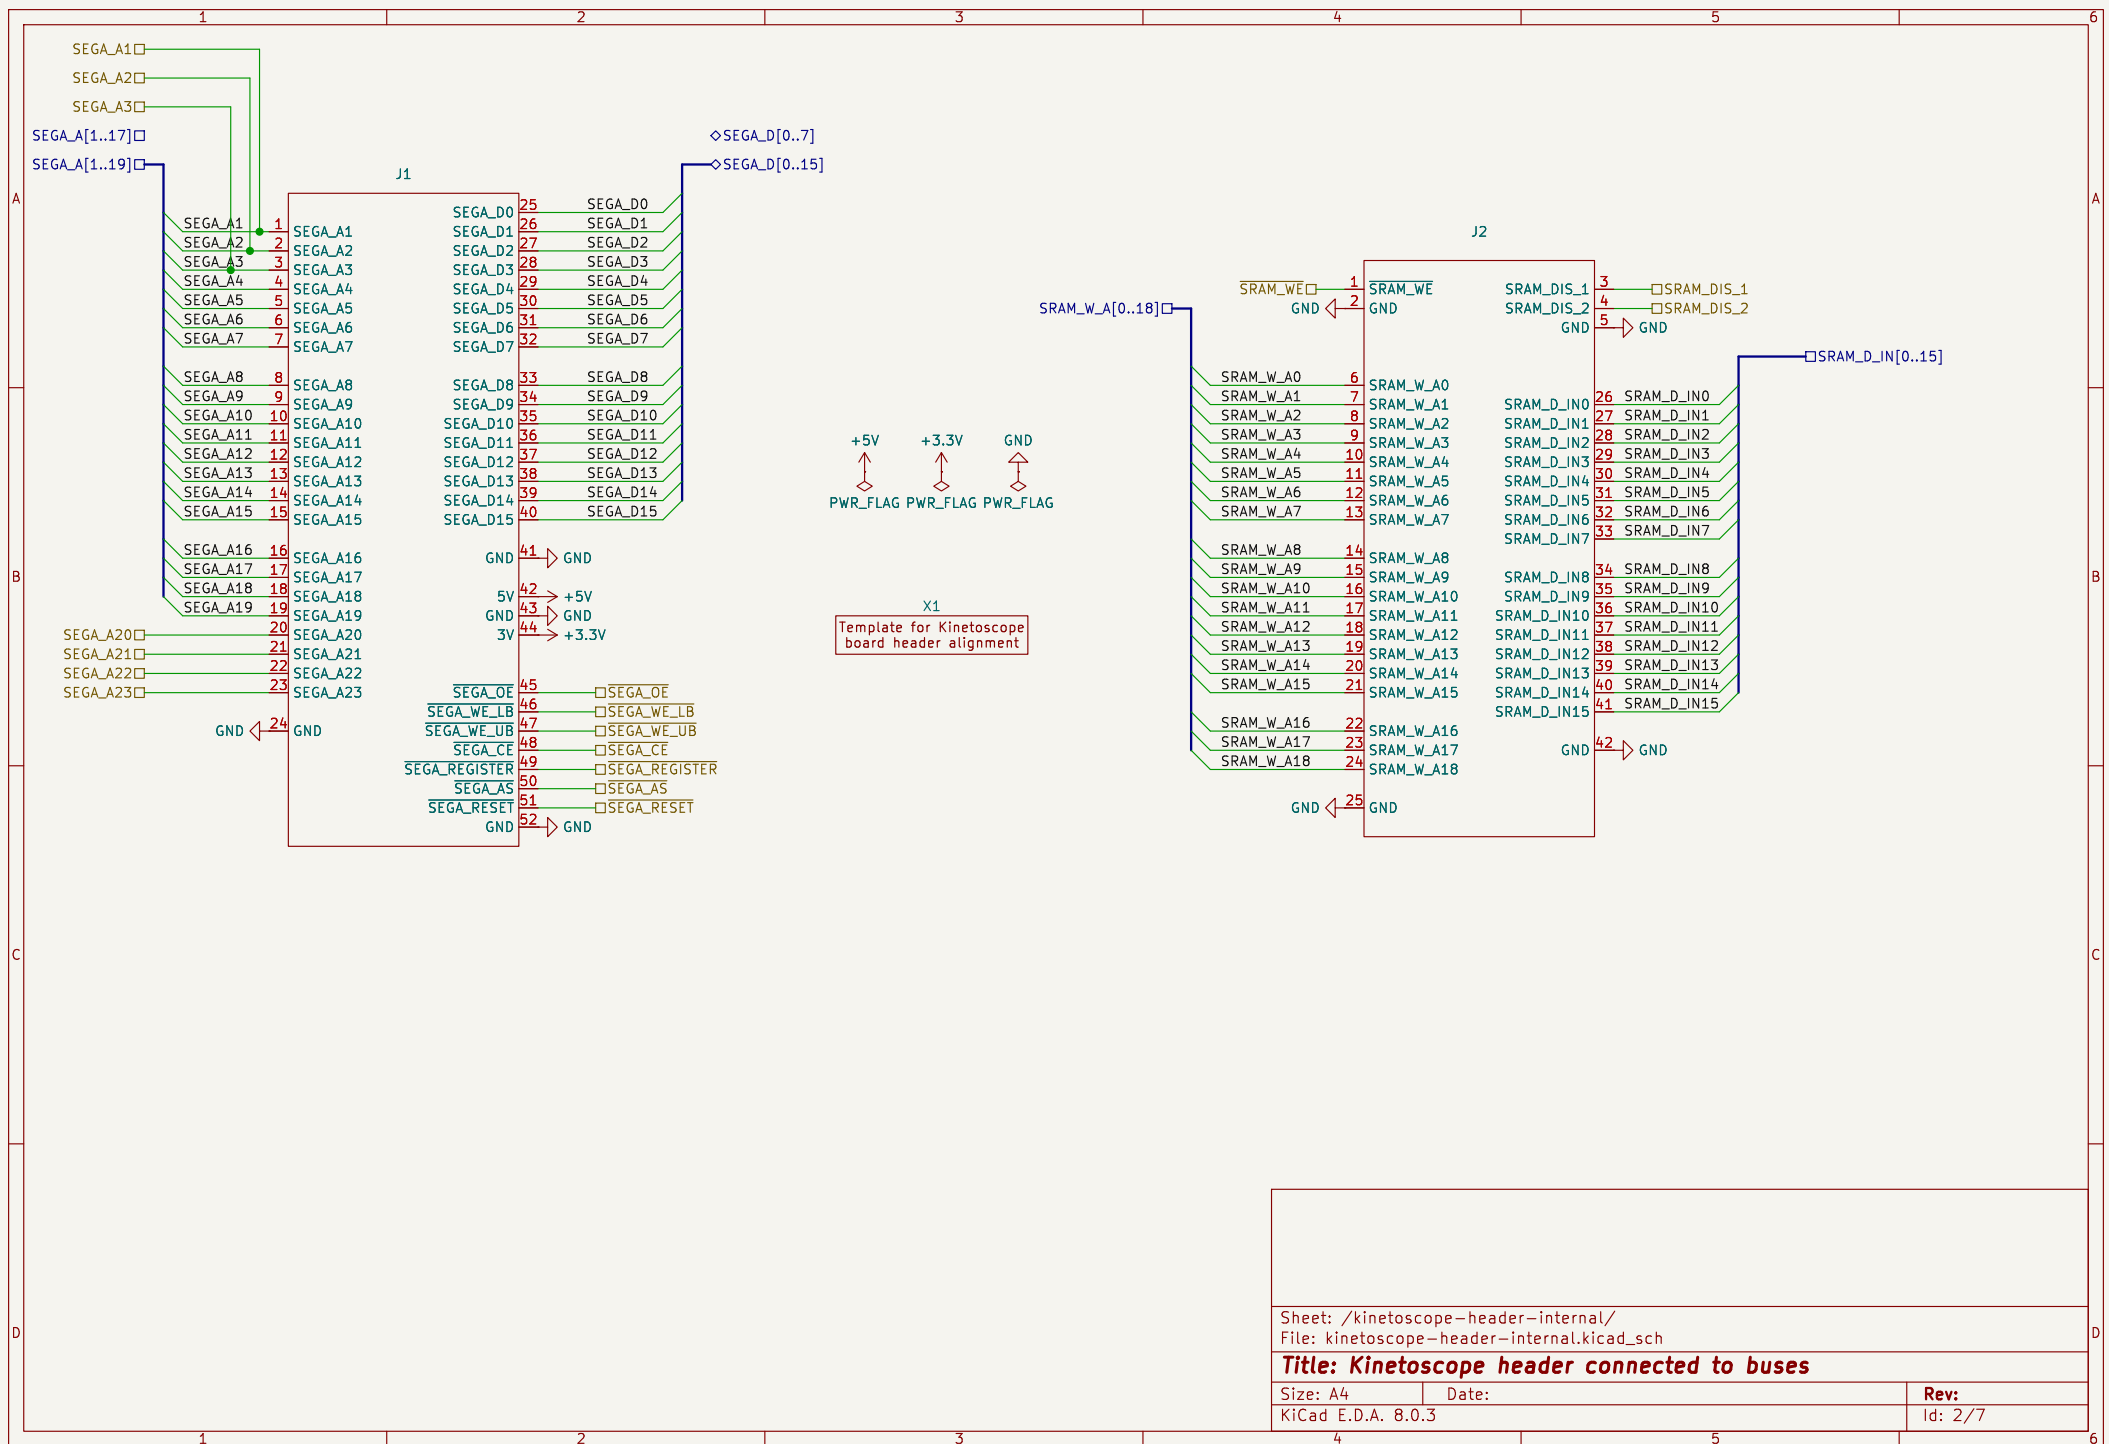 1 2 3 4 5 6
SEGA_A1
SEGA_A2
SEGA_A3
SEGA_A[1..17]
SEGA_A[1..19]
SEGA_D[0..7]
SEGA_D[0..15]
A
A
B
B
C
C
D
D
J1
SEGA_A1 1 SEGA_A1
SEGA_A2 2 SEGA_A2
SEGA_A3 3 SEGA_A3
SEGA_A4 4 SEGA_A4
SEGA_A5 5 SEGA_A5
SEGA_A6 6 SEGA_A6
SEGA_A7 7 SEGA_A7
SEGA_A8 8 SEGA_A8
SEGA_A9 9 SEGA_A9
SEGA_A10 10 SEGA_A10
SEGA_A11 11 SEGA_A11
SEGA_A12 12 SEGA_A12
SEGA_A13 13 SEGA_A13
SEGA_A14 14 SEGA_A14
SEGA_A15 15 SEGA_A15
SEGA_A16 16 SEGA_A16
SEGA_A17 17 SEGA_A17
SEGA_A18 18 SEGA_A18
SEGA_A19 19 SEGA_A19
SEGA_A20 20 SEGA_A20
SEGA_A21 21 SEGA_A21
SEGA_A22 22 SEGA_A22
SEGA_A23 23 SEGA_A23
GND 24 GND
SEGA_D0 25 SEGA_D0
SEGA_D1 26 SEGA_D1
SEGA_D2 27 SEGA_D2
SEGA_D3 28 SEGA_D3
SEGA_D4 29 SEGA_D4
SEGA_D5 30 SEGA_D5
SEGA_D6 31 SEGA_D6
SEGA_D7 32 SEGA_D7
SEGA_D8 33 SEGA_D8
SEGA_D9 34 SEGA_D9
SEGA_D10 35 SEGA_D10
SEGA_D11 36 SEGA_D11
SEGA_D12 37 SEGA_D12
SEGA_D13 38 SEGA_D13
SEGA_D14 39 SEGA_D14
SEGA_D15 40 SEGA_D15
GND 41 GND
5V 42 +5V
GND 43 GND
3V 44 +3.3V
SEGA_OE 45 SEGA_OE
SEGA_WE_LB 46 SEGA_WE_LB
SEGA_WE_UB 47 SEGA_WE_UB
SEGA_CE 48 SEGA_CE
SEGA_REGISTER 49 SEGA_REGISTER
SEGA_AS 50 SEGA_AS
SEGA_RESET 51 SEGA_RESET
GND 52 GND
+5V +3.3V GND
PWR_FLAG PWR_FLAG PWR_FLAG
X1
Template for Kinetoscope
board header alignment
J2
SRAM_WE 1 SRAM_WE
GND 2 GND
SRAM_W_A[0..18]
SRAM_W_A0 6 SRAM_W_A0
SRAM_W_A1 7 SRAM_W_A1
SRAM_W_A2 8 SRAM_W_A2
SRAM_W_A3 9 SRAM_W_A3
SRAM_W_A4 10 SRAM_W_A4
SRAM_W_A5 11 SRAM_W_A5
SRAM_W_A6 12 SRAM_W_A6
SRAM_W_A7 13 SRAM_W_A7
SRAM_W_A8 14 SRAM_W_A8
SRAM_W_A9 15 SRAM_W_A9
SRAM_W_A10 16 SRAM_W_A10
SRAM_W_A11 17 SRAM_W_A11
SRAM_W_A12 18 SRAM_W_A12
SRAM_W_A13 19 SRAM_W_A13
SRAM_W_A14 20 SRAM_W_A14
SRAM_W_A15 21 SRAM_W_A15
SRAM_W_A16 22 SRAM_W_A16
SRAM_W_A17 23 SRAM_W_A17
SRAM_W_A18 24 SRAM_W_A18
GND 25 GND
SRAM_DIS_1 3 SRAM_DIS_1
SRAM_DIS_2 4 SRAM_DIS_2
GND 5 GND
SRAM_D_IN[0..15]
SRAM_D_IN0 26 SRAM_D_IN0
SRAM_D_IN1 27 SRAM_D_IN1
SRAM_D_IN2 28 SRAM_D_IN2
SRAM_D_IN3 29 SRAM_D_IN3
SRAM_D_IN4 30 SRAM_D_IN4
SRAM_D_IN5 31 SRAM_D_IN5
SRAM_D_IN6 32 SRAM_D_IN6
SRAM_D_IN7 33 SRAM_D_IN7
SRAM_D_IN8 34 SRAM_D_IN8
SRAM_D_IN9 35 SRAM_D_IN9
SRAM_D_IN10 36 SRAM_D_IN10
SRAM_D_IN11 37 SRAM_D_IN11
SRAM_D_IN12 38 SRAM_D_IN12
SRAM_D_IN13 39 SRAM_D_IN13
SRAM_D_IN14 40 SRAM_D_IN14
SRAM_D_IN15 41 SRAM_D_IN15
GND 42 GND
Sheet: /kinetoscope-header-internal/
File: kinetoscope-header-internal.kicad_sch
Title: Kinetoscope header connected to buses
Size: A4 Date: Rev:
KiCad E.D.A. 8.0.3 Id: 2/7
1 2 3 4 5 6